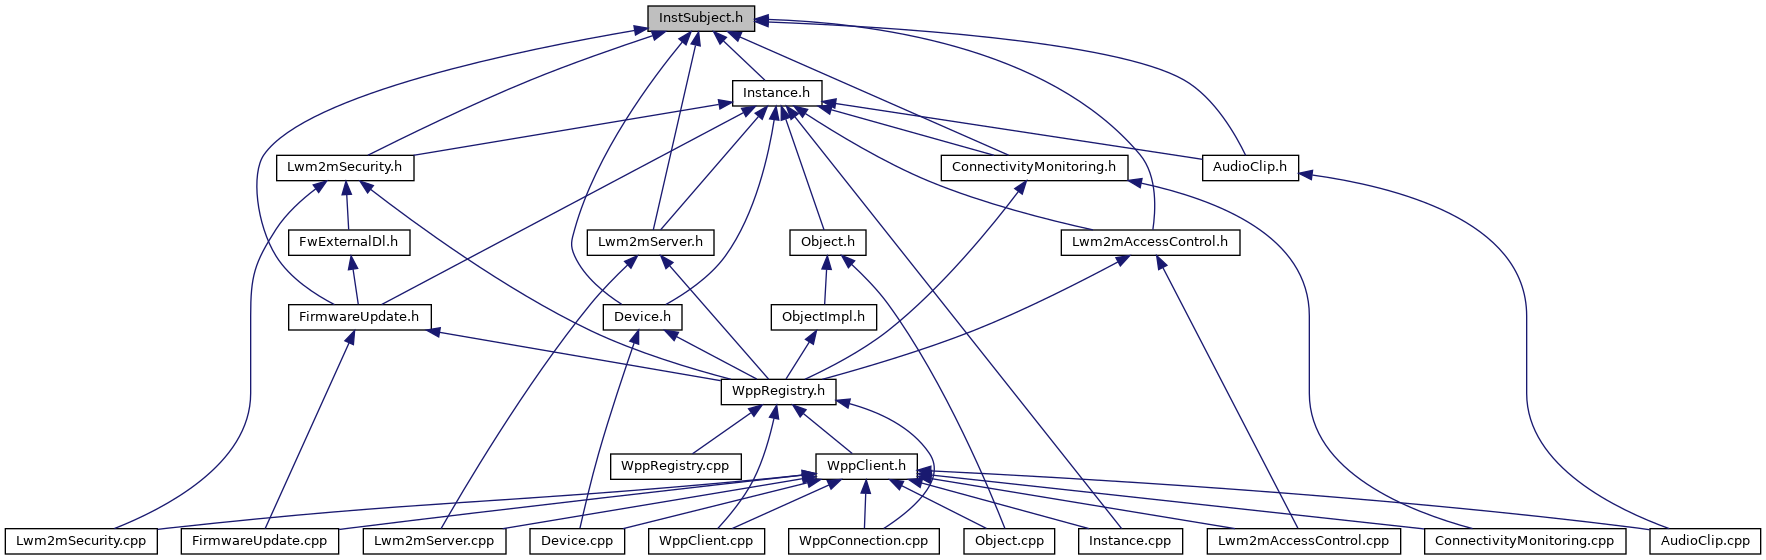 InstSubject.h
Instance.h
Lwm2mSecurity.h
ConnectivityMonitoring.h
AudioClip.h
FwExternalDl.h
Lwm2mServer.h
Object.h
Lwm2mAccessControl.h
FirmwareUpdate.h
Device.h
ObjectImpl.h
WppRegistry.h
WppRegistry.cpp
WppClient.h
Lwm2mSecurity.cpp
FirmwareUpdate.cpp
Lwm2mServer.cpp
Device.cpp
WppClient.cpp
WppConnection.cpp
Object.cpp
Instance.cpp
Lwm2mAccessControl.cpp
ConnectivityMonitoring.cpp
AudioClip.cpp